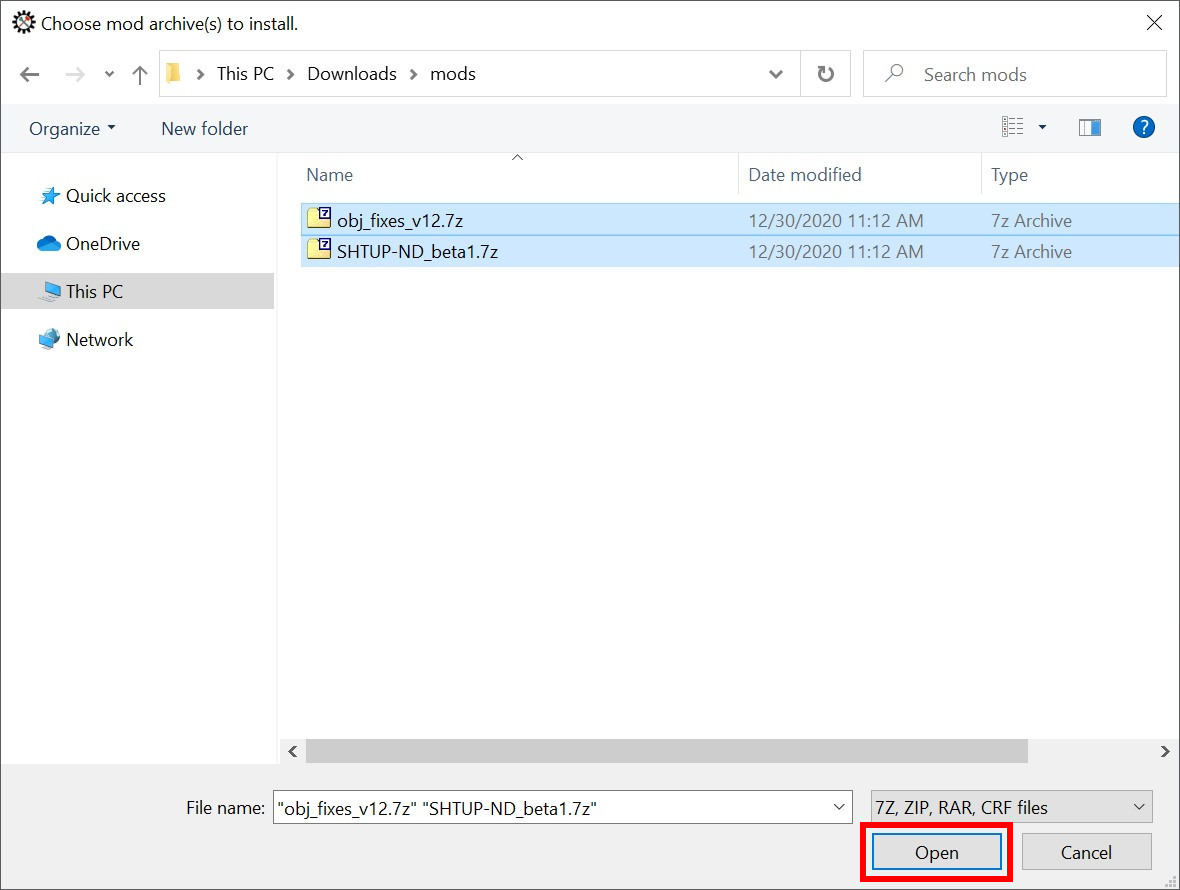 Choose mod archive(s) to install.
This PC > Downloads > mods
Search mods
Organize New folder
?
Name Date modified Type
Quick access
OneDrive
This PC
Network
7 obj_fixes_v12.7z 12/30/2020 11:12 AM 7z Archive
7 SHTUP-ND_beta1.7z 12/30/2020 11:12 AM 7z Archive
File name: "obj_fixes_v12.7z" "SHTUP-ND_beta1.7z" 7Z, ZIP, RAR, CRF files
Open Cancel